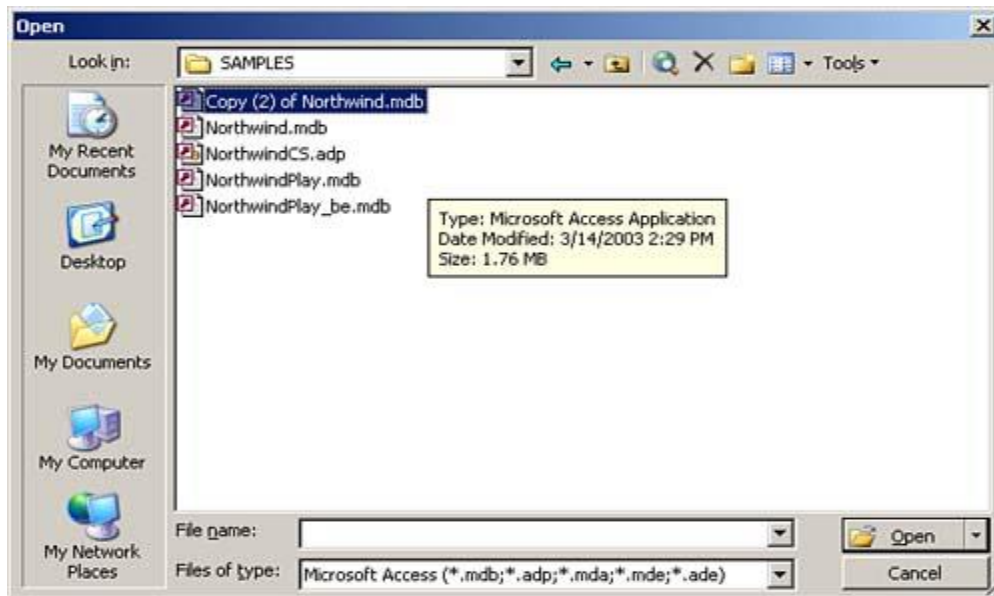 Open
Look in:
SAMPLES
Tools
My Recent
Documents
Desktop
My Documents
My Computer
My Network
Places
Copy (2) of Northwind.mdb
Northwind.mdb
NorthwindCS.adp
NorthwindPlay.mdb
NorthwindPlay_be.mdb
Type: Microsoft Access Application
Date Modified: 3/14/2003 2:29 PM
Size: 1.76 MB
File name:
Open
Files of type:
Microsoft Access (*.mdb;*.adp;*.mda;*.mde;*.ade)
Cancel